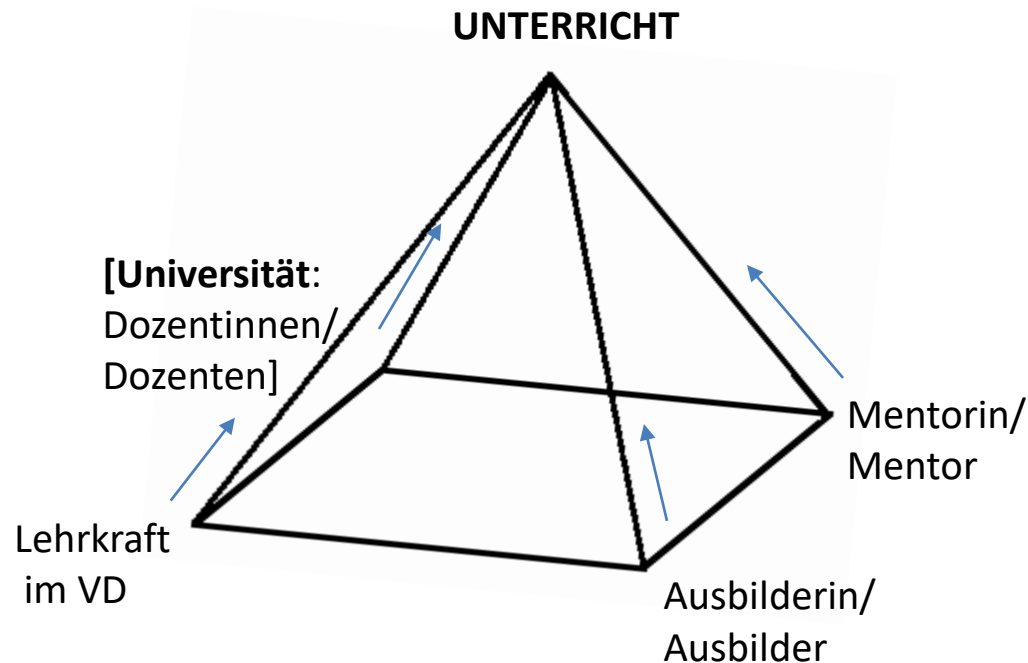 UNTERRICHT
[Universität:
Dozentinnen/
Dozenten]
Mentorin/
Mentor
Lehrkraft
im VD
Ausbilderin/
Ausbilder